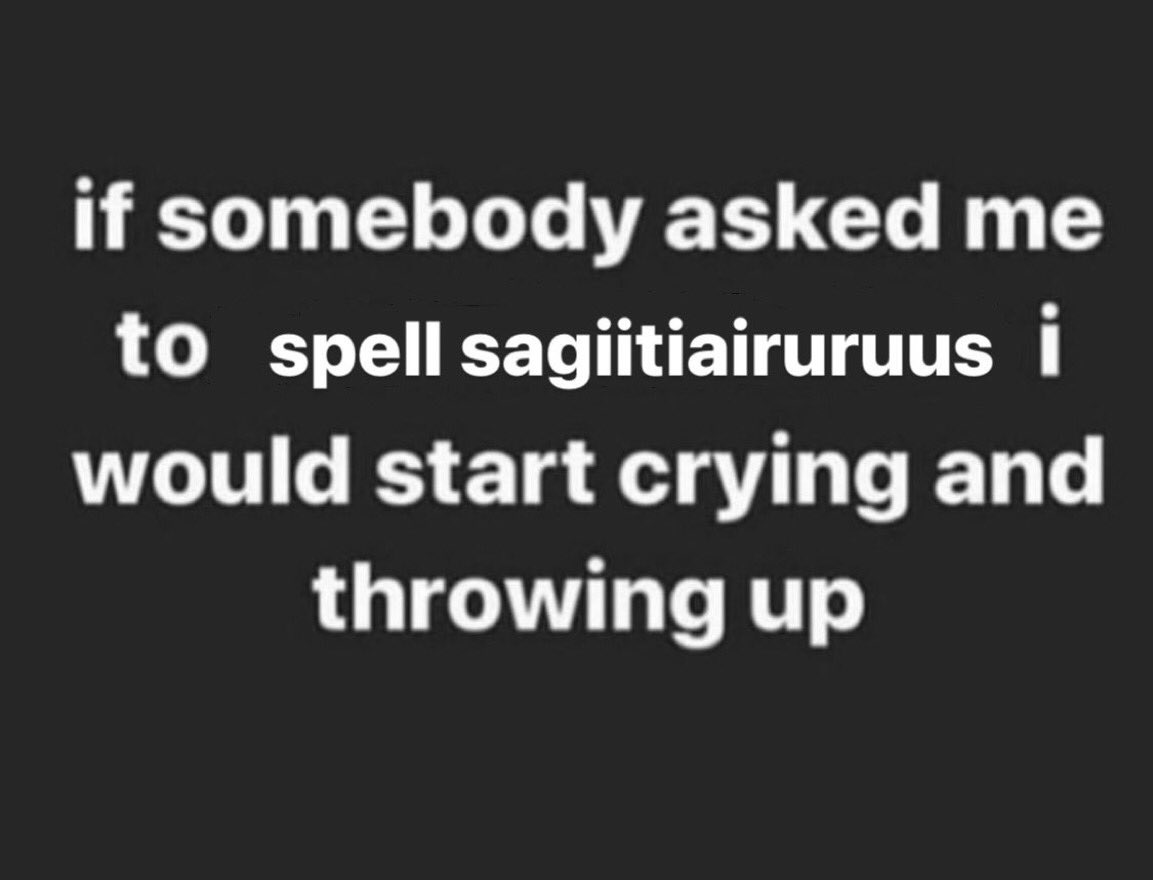 if somebody asked me
to spell sagiitiairuruus i
would start crying and
throwing up